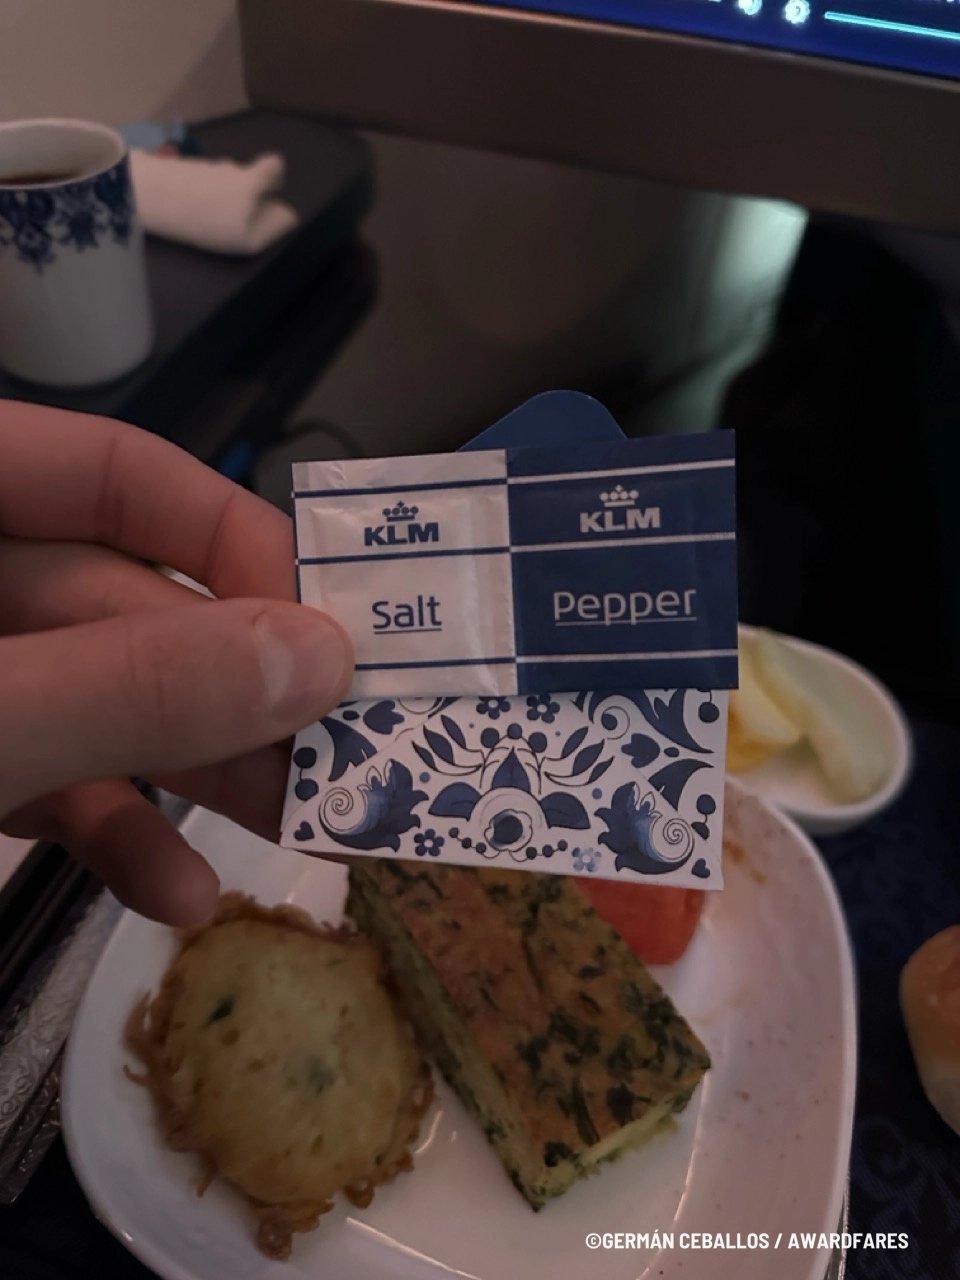 KLM KLM
Salt Pepper
©GERMÁN CEBALLOS / AWARDFARES